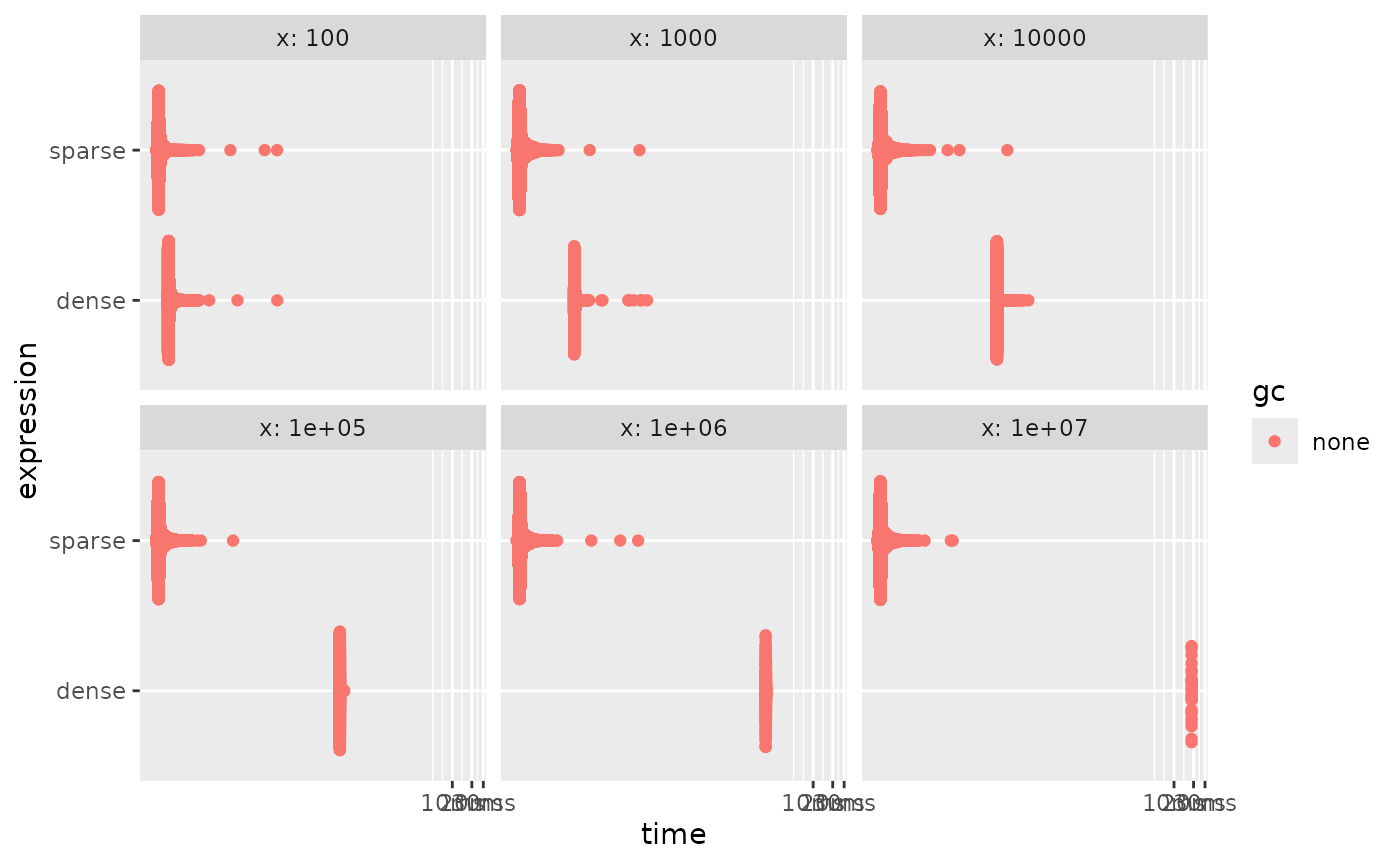 x: 100
x: 1000
x: 10000
sparse
dense
expression
x: 1e+05
x: 1e+06
x: 1e+07
sparse
dense
time
gc
none